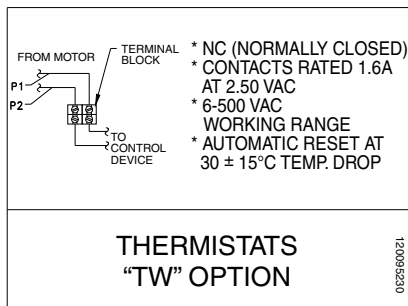 FROM MOTOR
P1
P2
TERMINAL
BLOCK
TO
CONTROL
DEVICE
* NC (NORMALLY CLOSED)
* CONTACTS RATED 1.6A
AT 2.50 VAC
* 6-500 VAC
WORKING RANGE
* AUTOMATIC RESET AT
30 ± 15°C TEMP. DROP
THERMISTATS
“TW” OPTION
120095230